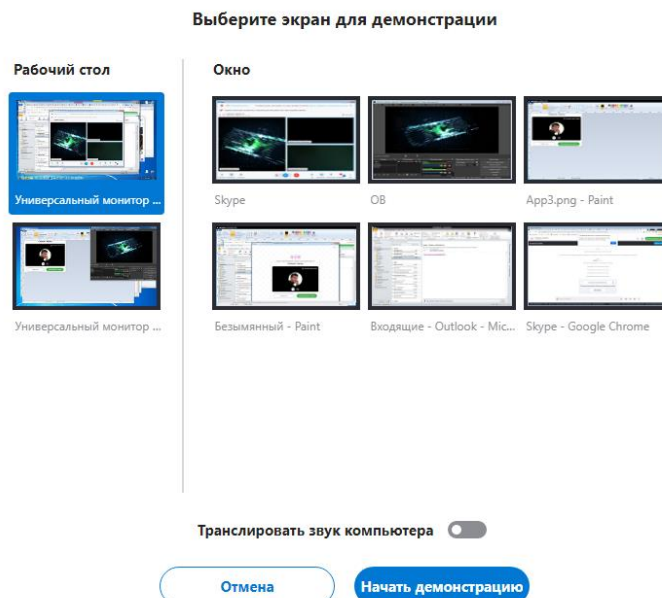 Выберите экран для демонстрации
Рабочий стол
Окно
Универсальный монитор ...
Skype
OB
App3.png - Paint
Универсальный монитор ...
Безымянный - Paint
Входящие - Outlook - Mic...
Skype - Google Chrome
Транслировать звук компьютера
Отмена
Начать демонстрацию